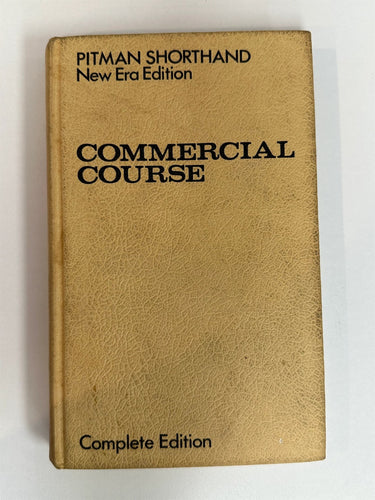 PITMAN SHORTHAND
New Era Edition
COMMERCIAL
COURSE
Complete Edition